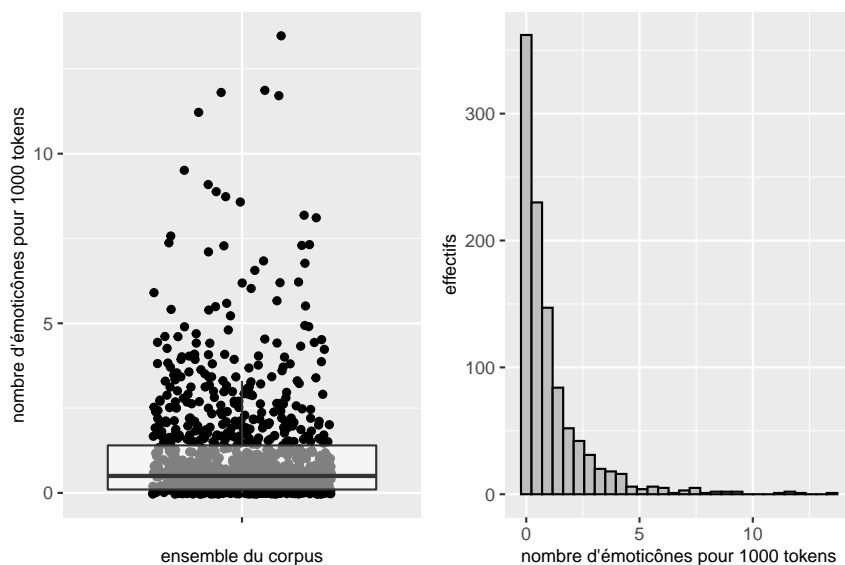 nombre d'émoticônes pour 1000 tokens
10
5
0
ensemble du corpus
effectifs
300
200
100
0
0
5
10
nombre d'émoticônes pour 1000 tokens